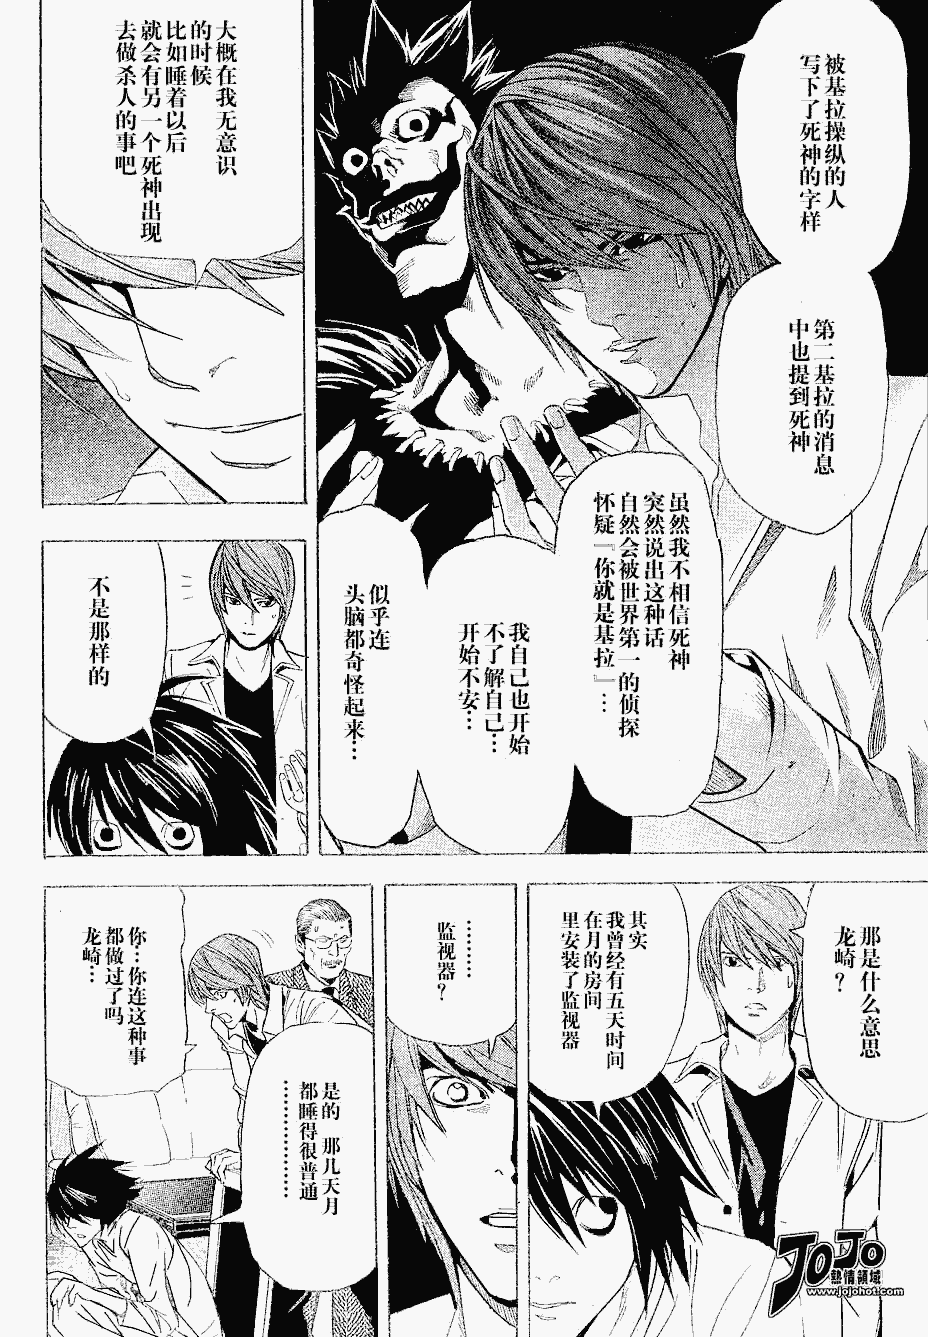 被基拉操纵的人
写下了死神的字样
第二基拉的消息
中也提到死神
虽然我不相信死神
突然说出这种话
自然会被世界第一的侦探
怀疑『你就是基拉』…
我自己也开始
不了解自己…
开始不安…
似乎连
头脑都奇怪起来…
大概在我无意识
的时候
比如睡着以后
就会有另一个死神出现
去做杀人的事吧
不是那样的
那是什么意思
龙崎？
其实
我曾经有五天时间
在月的房间
里安装了监视器
………
监视器？
你…你连这种事
都做过了吗
龙崎…
是的 那几天月
都睡得很普通
………………
JOJO
热情领域
www.jojohot.com